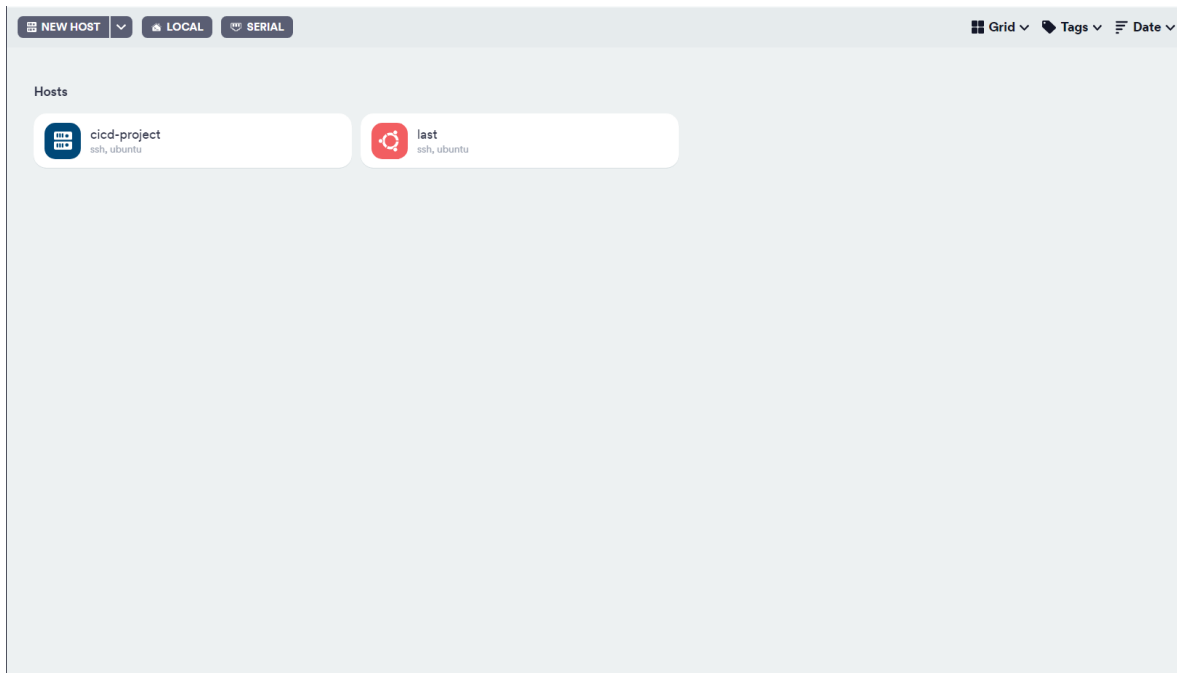 NEW HOST LOCAL SERIAL Grid Tags Date
Hosts
cicd-project last
ssh, ubuntu ssh, ubuntu